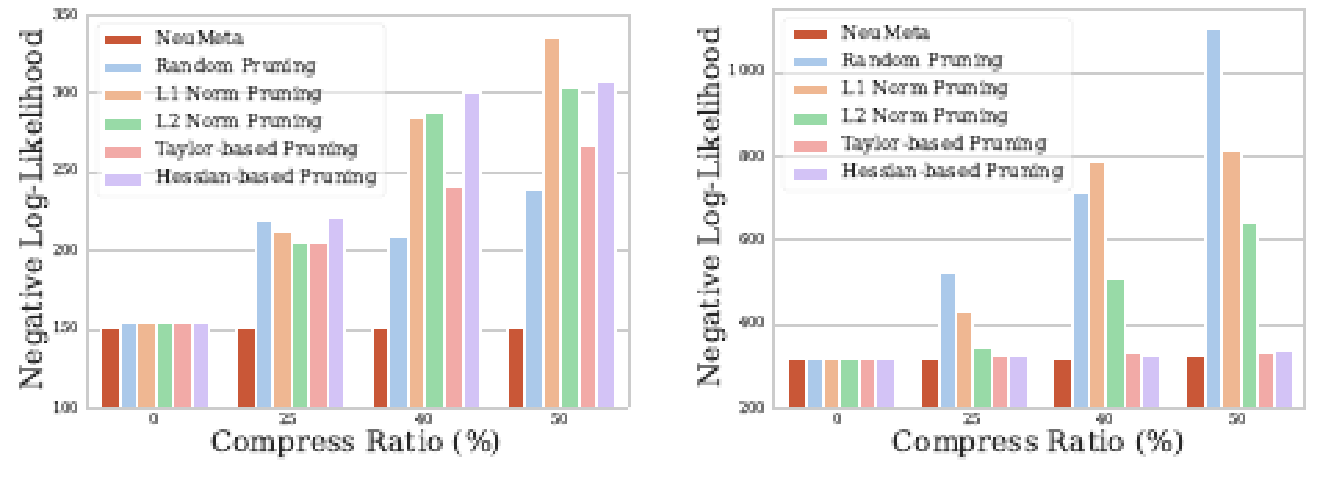 Negative Log-Likelihood
350
300
250
200
150
100
NeuMeta
Random Pruning
L1 Norm Pruning
L2 Norm Pruning
Taylor-based Pruning
Hessian-based Pruning
0 25 40 50
Compress Ratio (%)
Negative Log-Likelihood
1000
800
600
400
200
NeuMeta
Random Pruning
L1 Norm Pruning
L2 Norm Pruning
Taylor-based Pruning
Hessian-based Pruning
0 25 40 50
Compress Ratio (%)